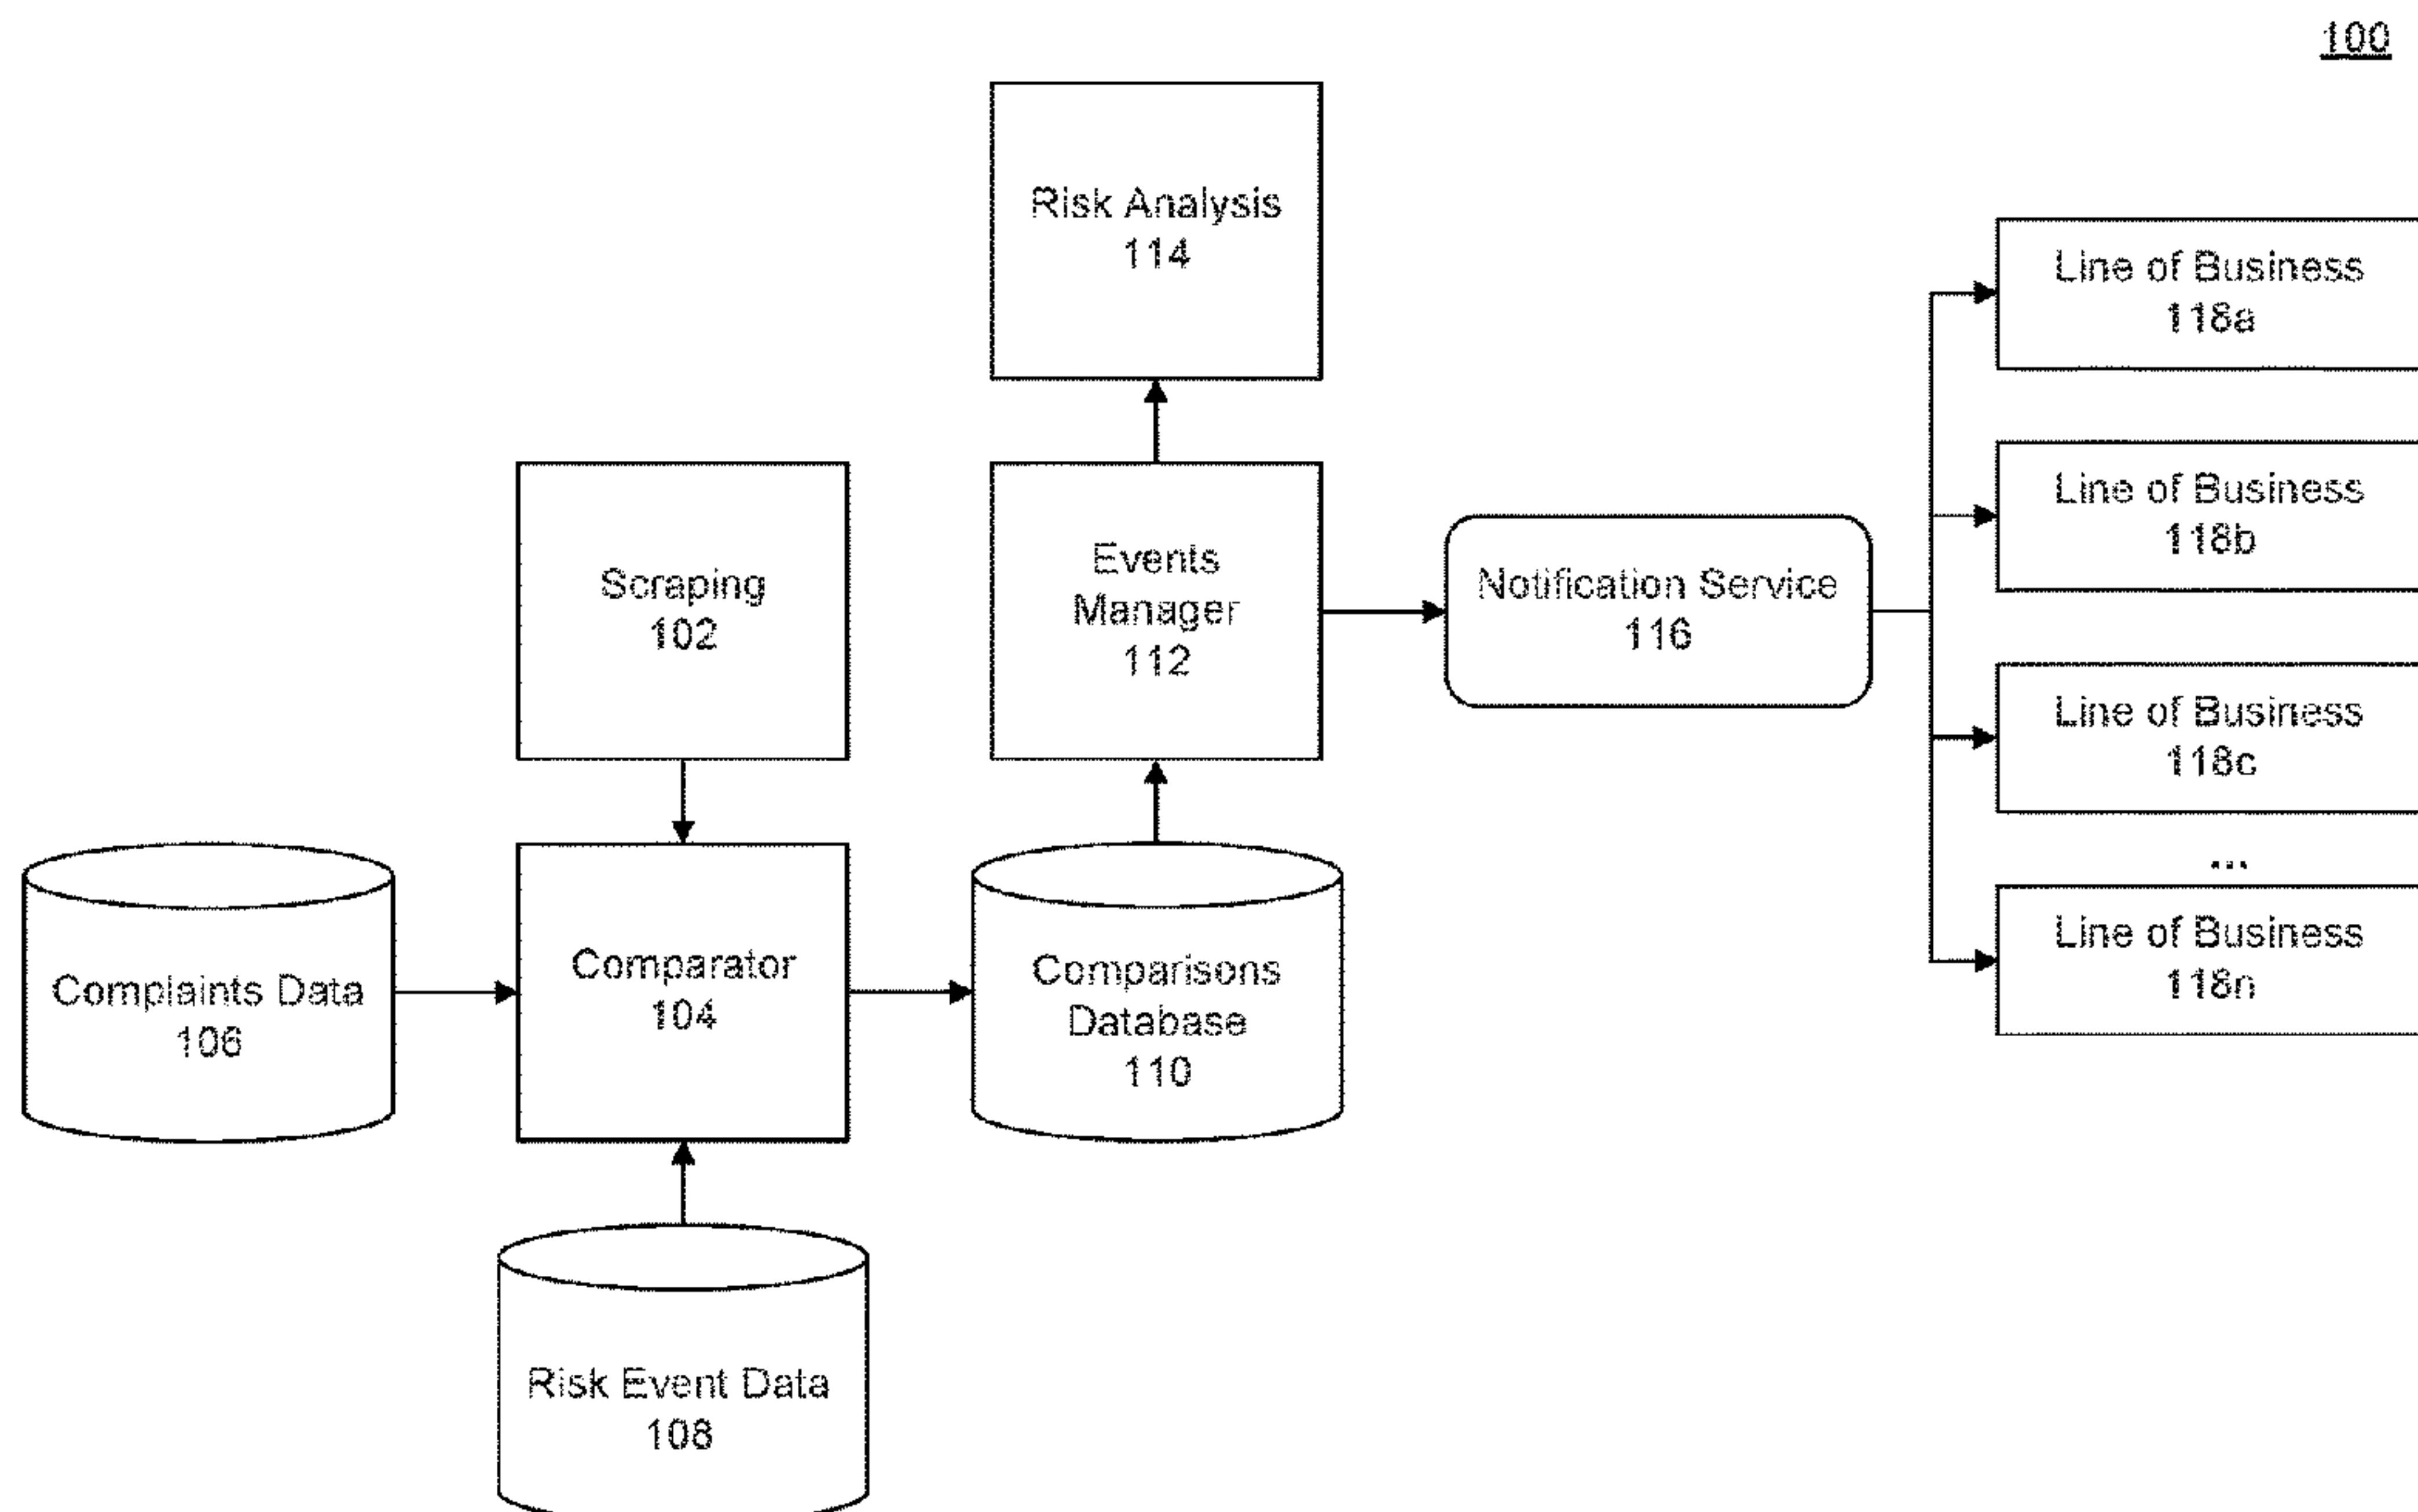 100
Risk Analysis
114
Line of Business
118a
Line of Business
118b
Scraping
102
Events
Manager
112
Notification Service
116
Line of Business
118c
...
Complaints Data
106
Comparator
104
Comparisons
Database
110
Line of Business
118n
Risk Event Data
108